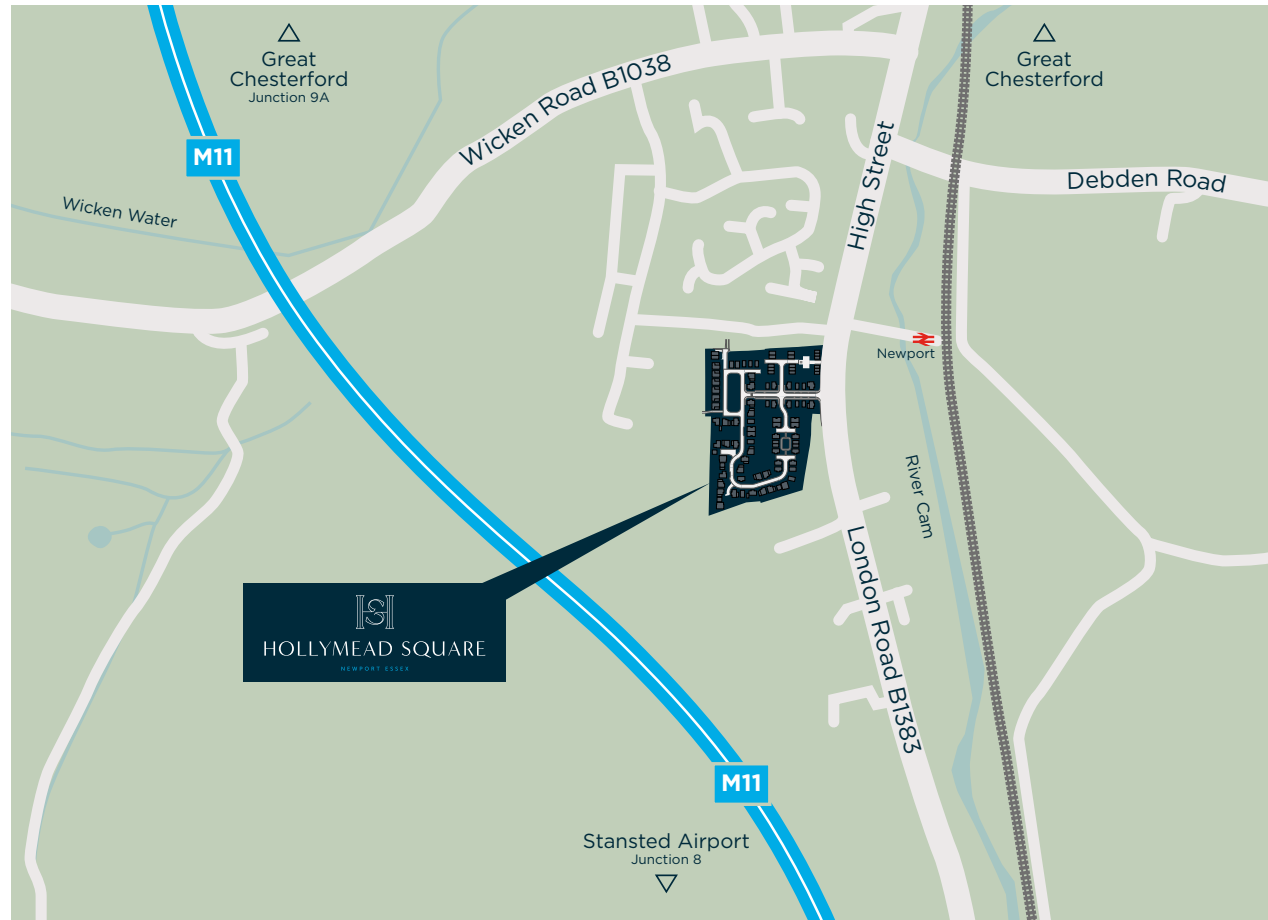 Great
Chesterford
Junction 9A
Great
Chesterford
Wicken Road B1038
M11
High Street
Debden Road
Wicken Water
Newport
River Cam
London Road B1383
HS
HOLLYMEAD SQUARE
NEWPORT ESSEX
M11
Stansted Airport
Junction 8